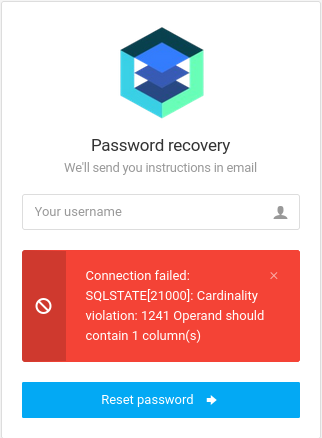 Password recovery
We'll send you instructions in email
Your username
Connection failed: ×
SQLSTATE[21000]: Cardinality
violation: 1241 Operand should
contain 1 column(s)
Reset password